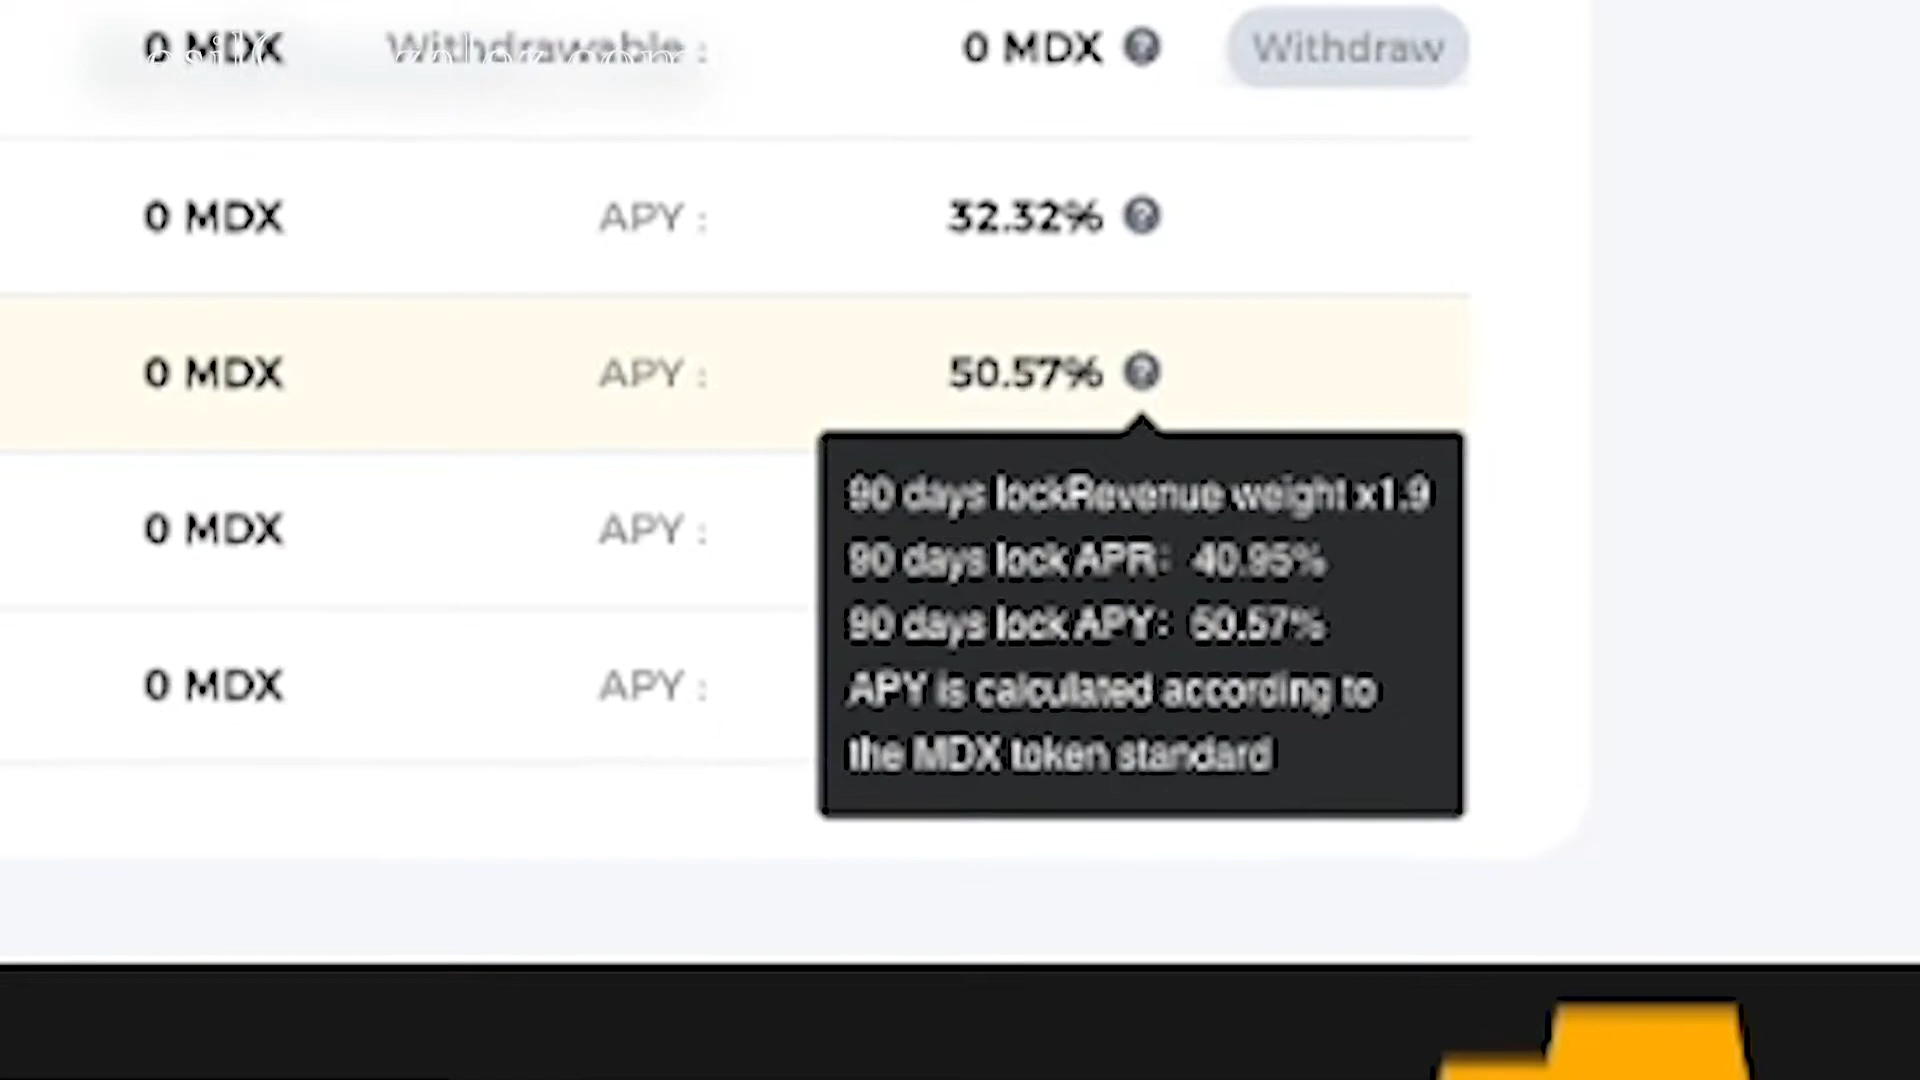 0 MDX Withdrawable : 0 MDX Withdraw
0 MDX APY : 32.32%
0 MDX APY : 50.57%
90 days lockRevenue weight x1.9
0 MDX APY :
90 days lock APR: 40.95%
90 days lock APY: 50.57%
0 MDX APY :
APY is calculated according to
the MDX token standard